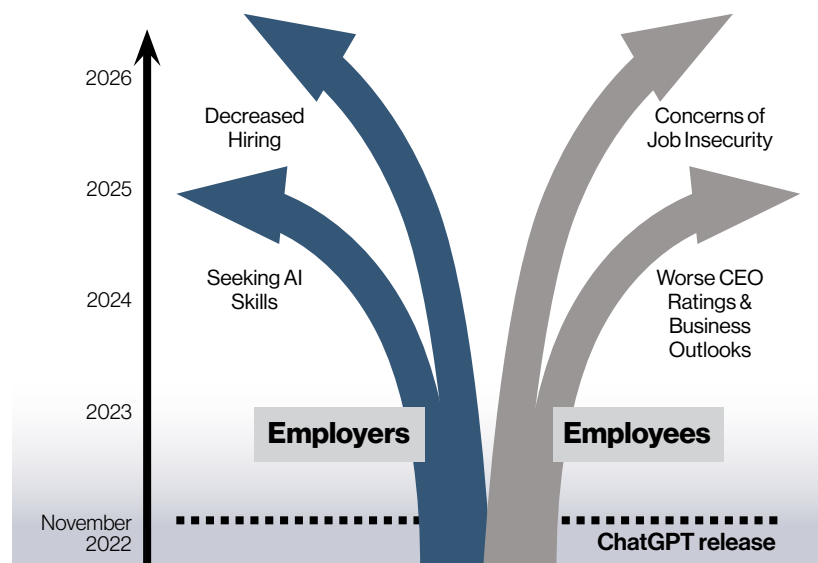 2026
Decreased
Hiring
Concerns of
Job Insecurity
2025
Seeking AI
Skills
Worse CEO
Ratings &
Business
Outlooks
2024
2023
Employers
Employees
November
2022
ChatGPT release